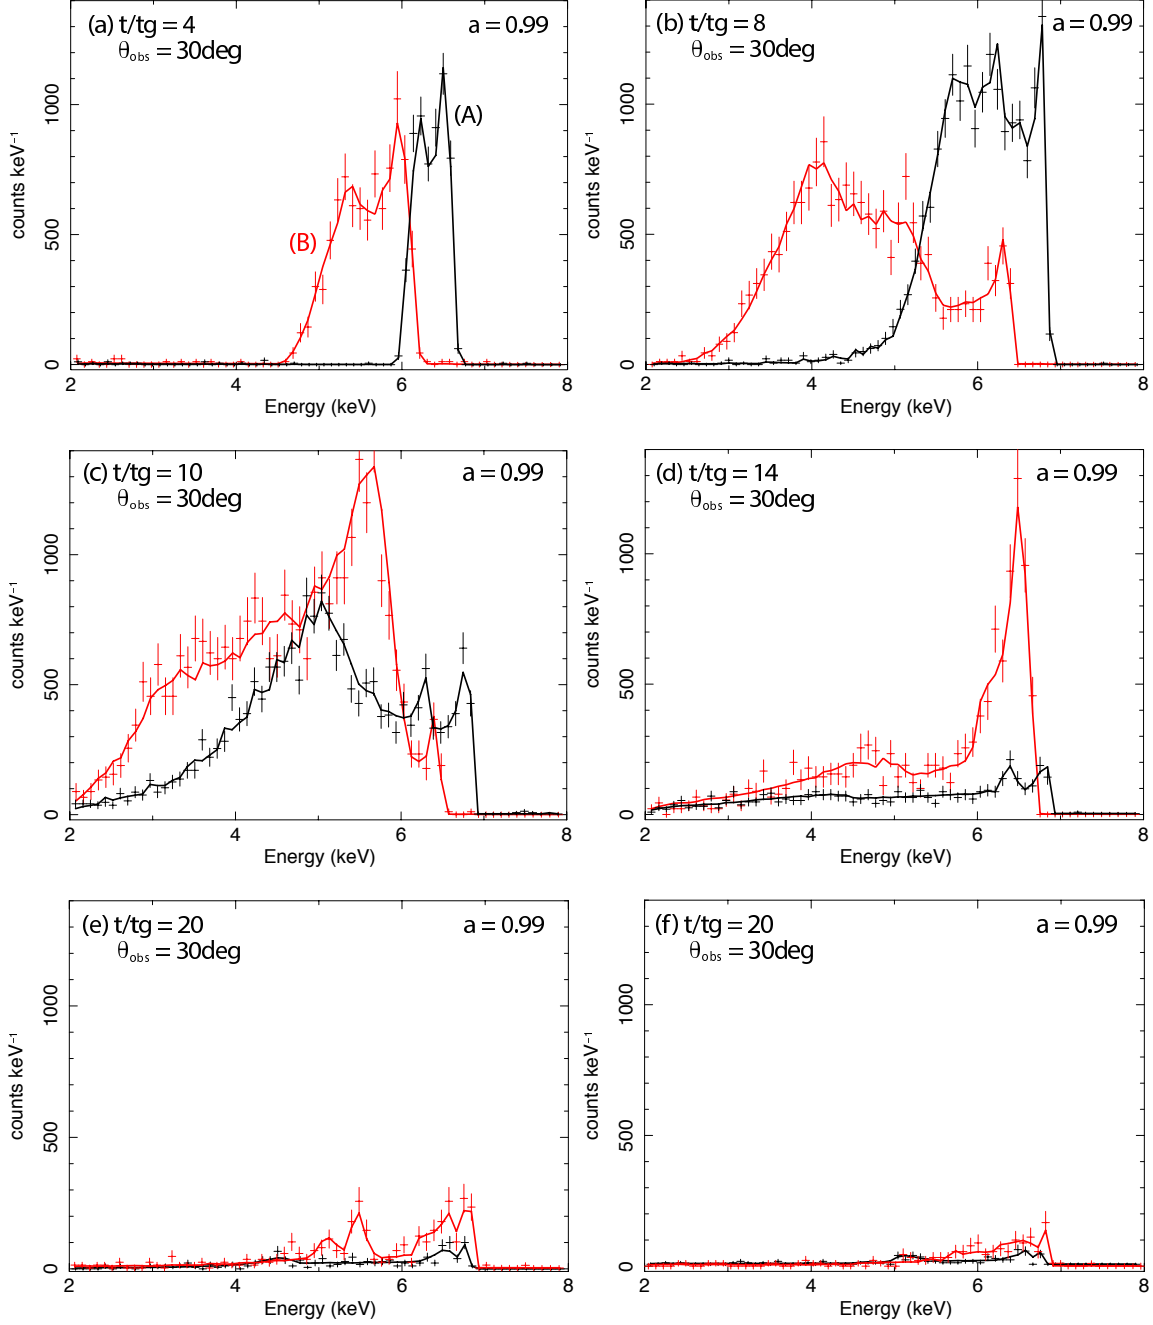 (a) t/tg = 4 a = 0.99
θobs = 30deg
(A)
(B)
counts keV⁻¹
0 500 1000
2 4 6 8
Energy (keV)
(b) t/tg = 8 a = 0.99
θobs = 30deg
counts keV⁻¹
0 500 1000
2 4 6 8
Energy (keV)
(c) t/tg = 10 a = 0.99
θobs = 30deg
counts keV⁻¹
0 500 1000
2 4 6 8
Energy (keV)
(d) t/tg = 14 a = 0.99
θobs = 30deg
counts keV⁻¹
0 500 1000
2 4 6 8
Energy (keV)
(e) t/tg = 20 a = 0.99
θobs = 30deg
counts keV⁻¹
0 500 1000
2 4 6 8
Energy (keV)
(f) t/tg = 20 a = 0.99
θobs = 30deg
counts keV⁻¹
0 500 1000
2 4 6 8
Energy (keV)